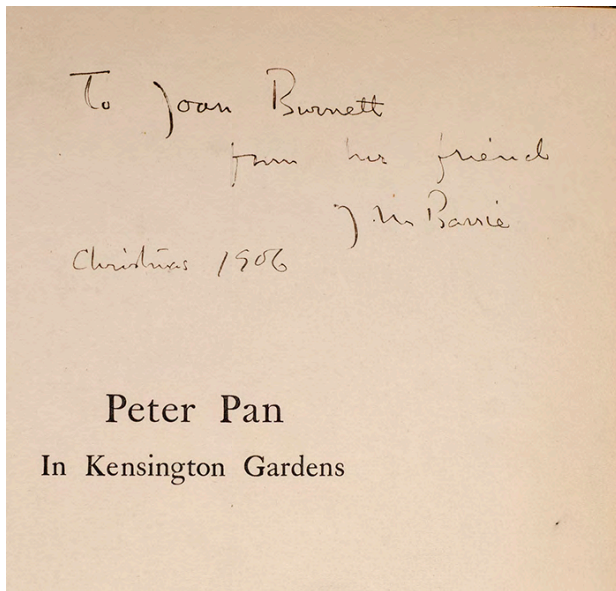 To Joan Burnett
from her friend
J.M. Barrie
Christmas 1906
Peter Pan
In Kensington Gardens